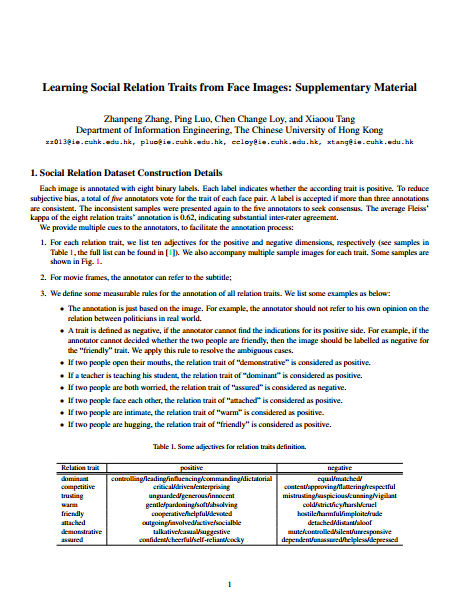 Learning Social Relation Traits from Face Images: Supplementary Material
Zhanpeng Zhang, Ping Luo, Chen Change Loy, and Xiaoou Tang
Department of Information Engineering, The Chinese University of Hong Kong
zz013@ie.cuhk.edu.hk, pluo@ie.cuhk.edu.hk, ccloy@ie.cuhk.edu.hk, xtang@ie.cuhk.edu.hk
1. Social Relation Dataset Construction Details
Each image is annotated with eight binary labels. Each label indicates whether the according trait is positive. To reduce
subjective bias, a total of five annotators vote for the trait of each face pair. A label is accepted if more than three annotations
are consistent. The inconsistent samples were presented again to the five annotators to seek consensus. The average Fleiss'
kappa of the eight relation traits' annotation is 0.62, indicating substantial inter-rater agreement.
We provide multiple cues to the annotators, to facilitate the annotation process:
1. For each relation trait, we list ten adjectives for the positive and negative dimensions, respectively (see samples in
Table 1, the full list can be found in [1]). We also accompany multiple sample images for each trait. Some samples are
shown in Fig. 1.
2. For movie frames, the annotator can refer to the subtitle;
3. We define some measurable rules for the annotation of all relation traits. We list some examples as below:
• The annotation is just based on the image. For example, the annotator should not refer to his own opinion on the
relation between politicians in real world.
• A trait is defined as negative, if the annotator cannot find the indications for its positive side. For example, if the
annotator cannot decided whether the two people are friendly, then the image should be labelled as negative for
the "friendly" trait. We apply this rule to resolve the ambiguous cases.
• If two people open their mouths, the relation trait of "demonstrative" is considered as positive.
• If a teacher is teaching his student, the relation trait of "dominant" is considered as positive.
• If two people are both worried, the relation trait of "assured" is considered as negative.
• If two people face each other, the relation trait of "attached" is considered as positive.
• If two people are intimate, the relation trait of "warm" is considered as positive.
• If two people are hugging, the relation trait of "friendly" is considered as positive.
Table 1. Some adjectives for relation traits definition.
Relation trait positive negative
dominant controlling/leading/influencing/commanding/dictatorial equal/matched/
competitive critical/driven/enterprising content/approving/flattering/respectful
trusting unguarded/generous/innocent mistrusting/suspicious/cunning/vigilant
warm gentle/pardoning/soft/absolving cold/strict/icy/harsh/cruel
friendly cooperative/helpful/devoted hostile/harmful/impolite/rude
attached outgoing/involved/active/socialble detached/distant/aloof
demonstrative talkative/casual/suggestive mute/controlled/silent/unresponsive
assured confident/cheerful/self-reliant/cocky dependent/unassured/helpless/depressed
1